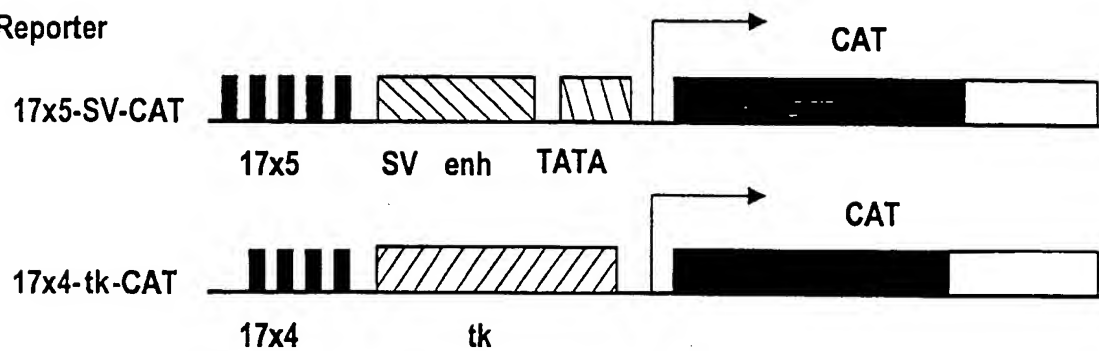 Reporter
CAT
17x5-SV-CAT
17x5 SV enh TATA
CAT
17x4-tk-CAT
17x4 tk